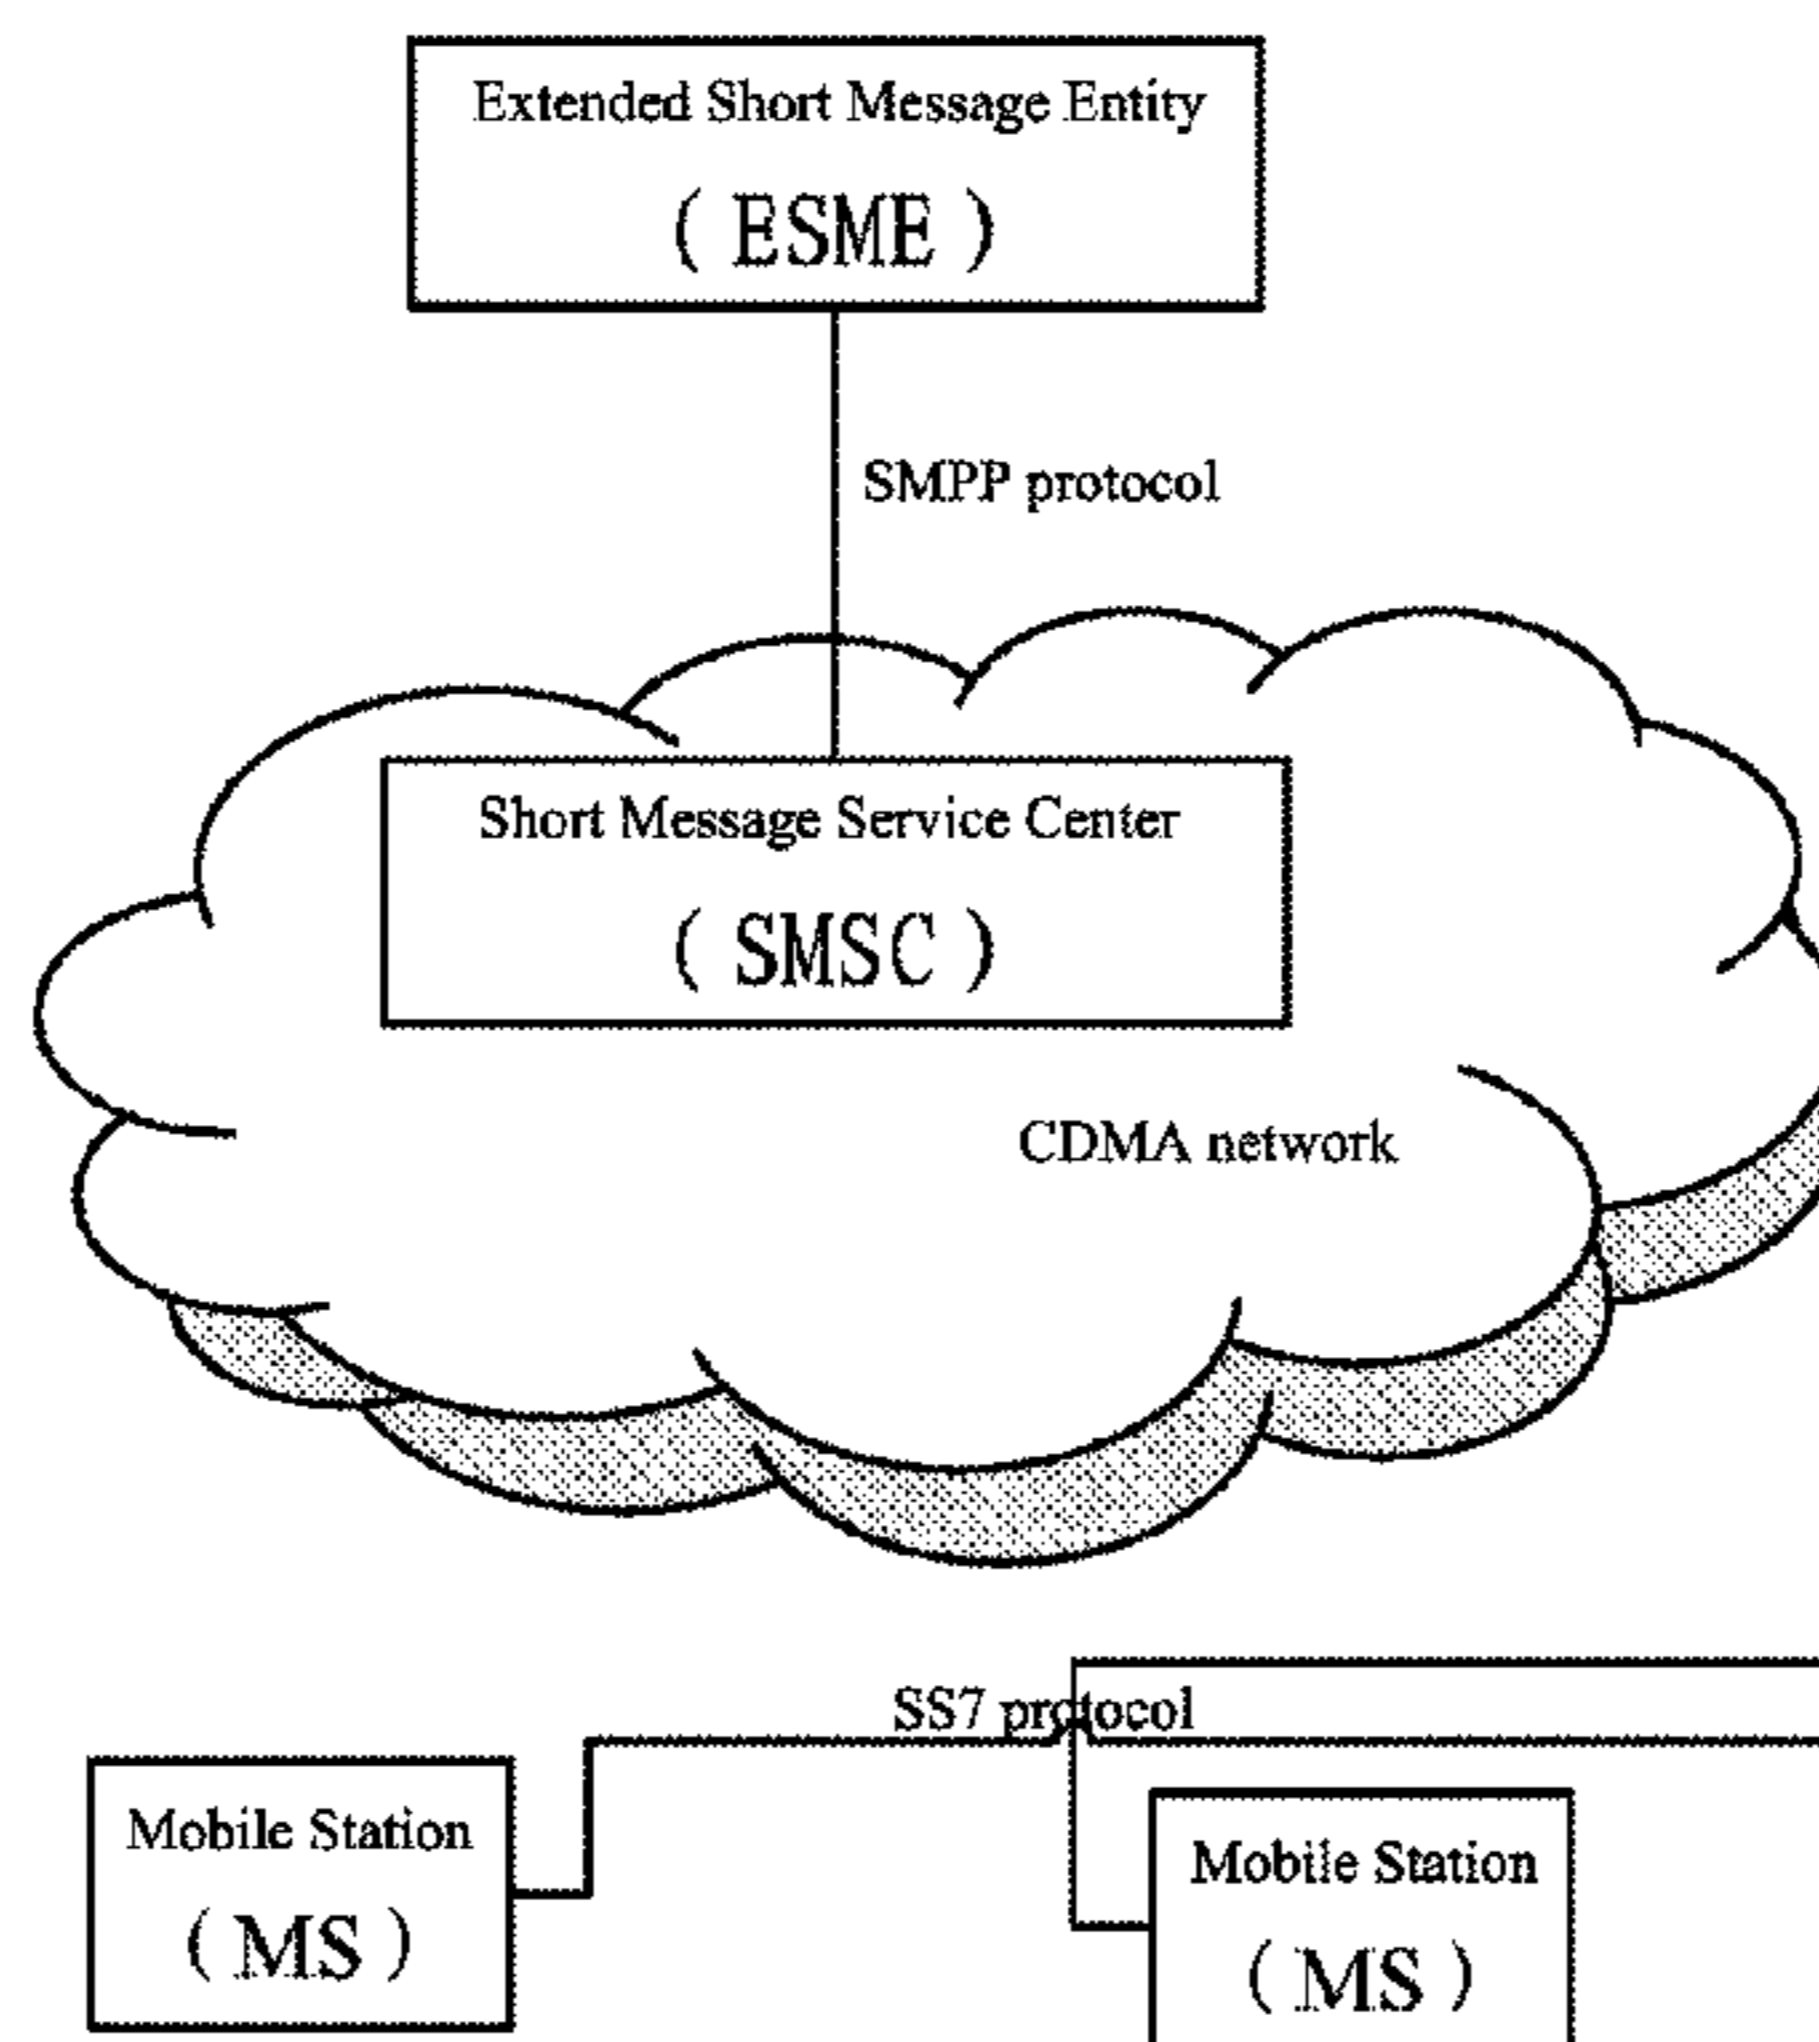 Extended Short Message Entity
( ESME )
SMPP protocol
Short Message Service Center
( SMSC )
CDMA network
SS7 protocol
Mobile Station
( MS )
Mobile Station
( MS )